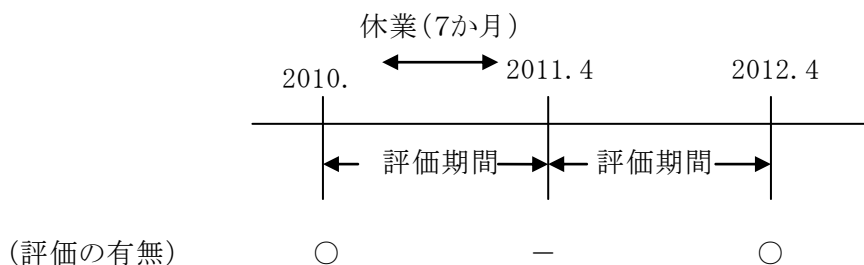 休業(7か月)
2010. 2011.4 2012.4
評価期間 評価期間
(評価の有無) ○ － ○